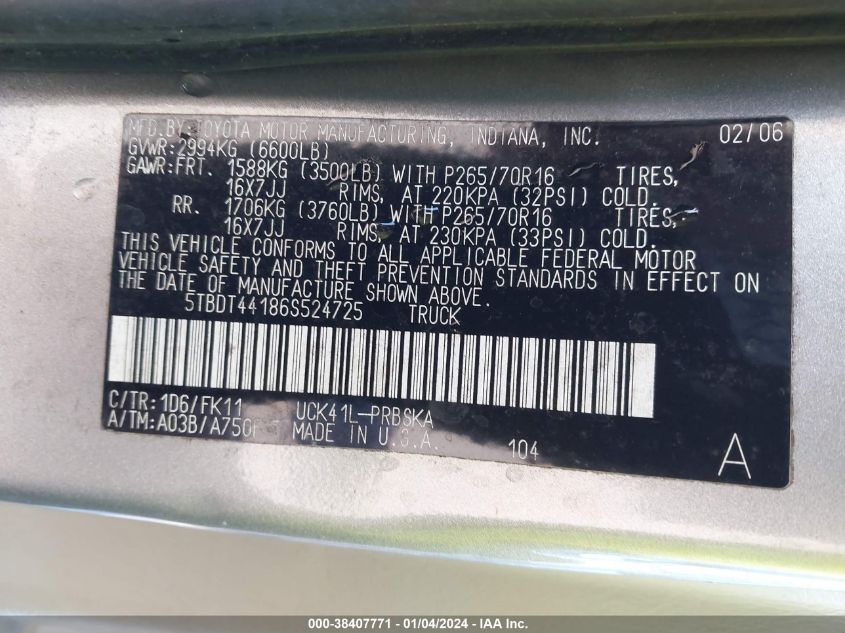 MFD.BY TOYOTA MOTOR MANUFACTURING, INDIANA, INC. 02/06
GVWR:2994KG (6600LB)
GAWR:FRT. 1588KG (3500LB) WITH P265/70R16 TIRES,
16X7JJ RIMS, AT 220KPA (32PSI) COLD.
RR. 1706KG (3760LB) WITH P265/70R16 TIRES,
16X7JJ RIMS, AT 230KPA (33PSI) COLD.
THIS VEHICLE CONFORMS TO ALL APPLICABLE FEDERAL MOTOR
VEHICLE SAFETY AND THEFT PREVENTION STANDARDS IN EFFECT ON
THE DATE OF MANUFACTURE SHOWN ABOVE.
5TBDT44186S524725 TRUCK
C/TR:1D6/FK11 UCK41L-PRBSKA
A/TM:A03B/A750F MADE IN U.S.A. 104
A
000-38407771 - 01/04/2024 - IAA Inc.